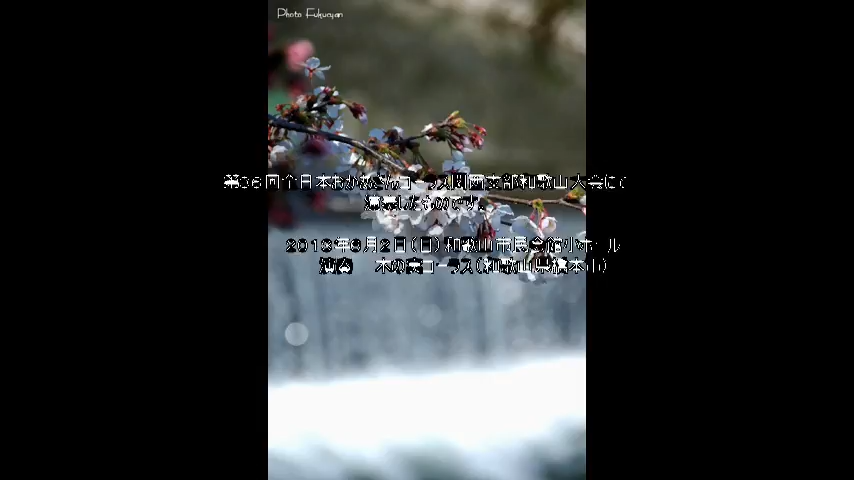 Photo Fukuyan
第36回全日本おかあさんコーラス関西支部和歌山大会にて
演奏したものです。
2013年6月2日(日)和歌山市民会館小ホール
演奏 木の実コーラス(和歌山県橋本市)